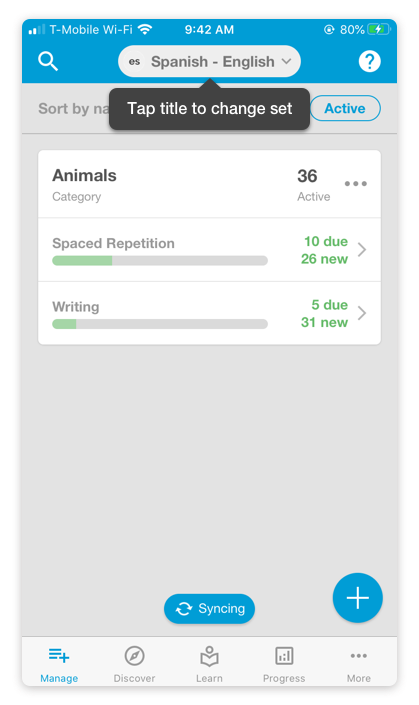 T-Mobile Wi-Fi 9:42 AM 80%
es Spanish - English ?
Sort by na
Tap title to change set
Active
Animals 36
Category Active
Spaced Repetition 10 due
26 new
Writing 5 due
31 new
Syncing
Manage Discover Learn Progress More